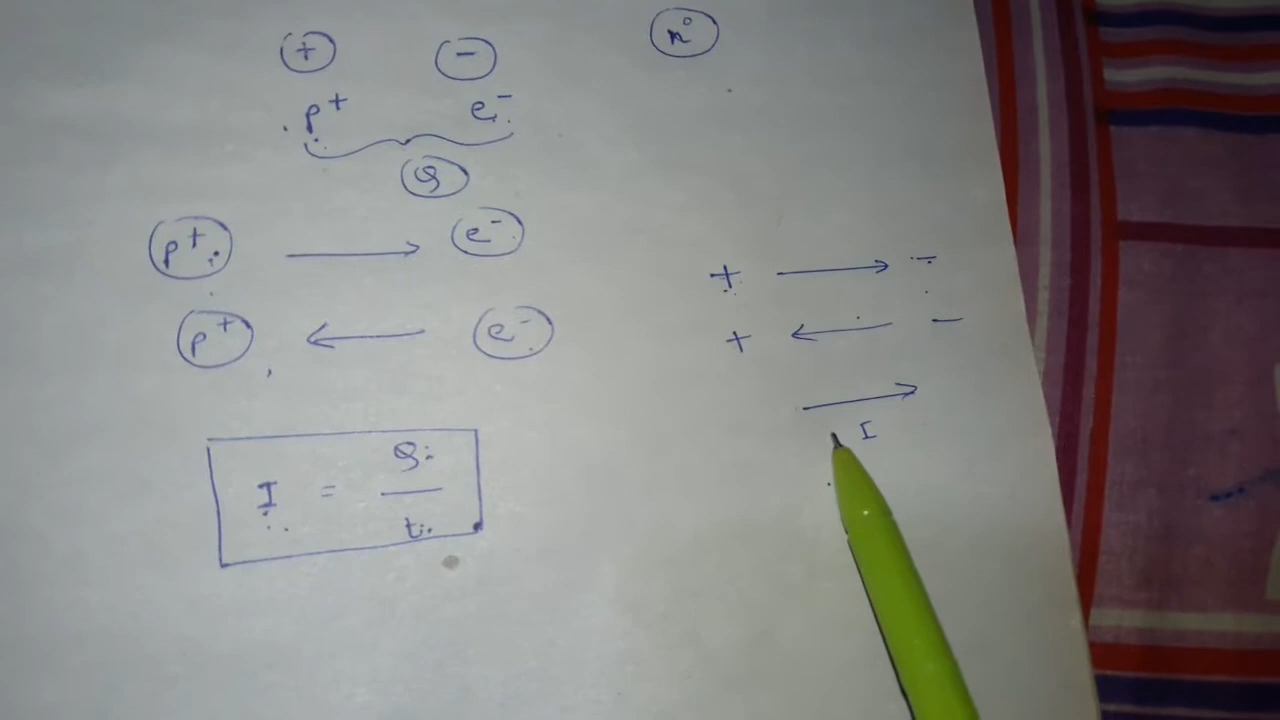 + − n°
p⁺ e⁻
Q
p⁺ → e⁻
p⁺ ← e⁻
+ → −
+ ← −
→
I
I = Q / t